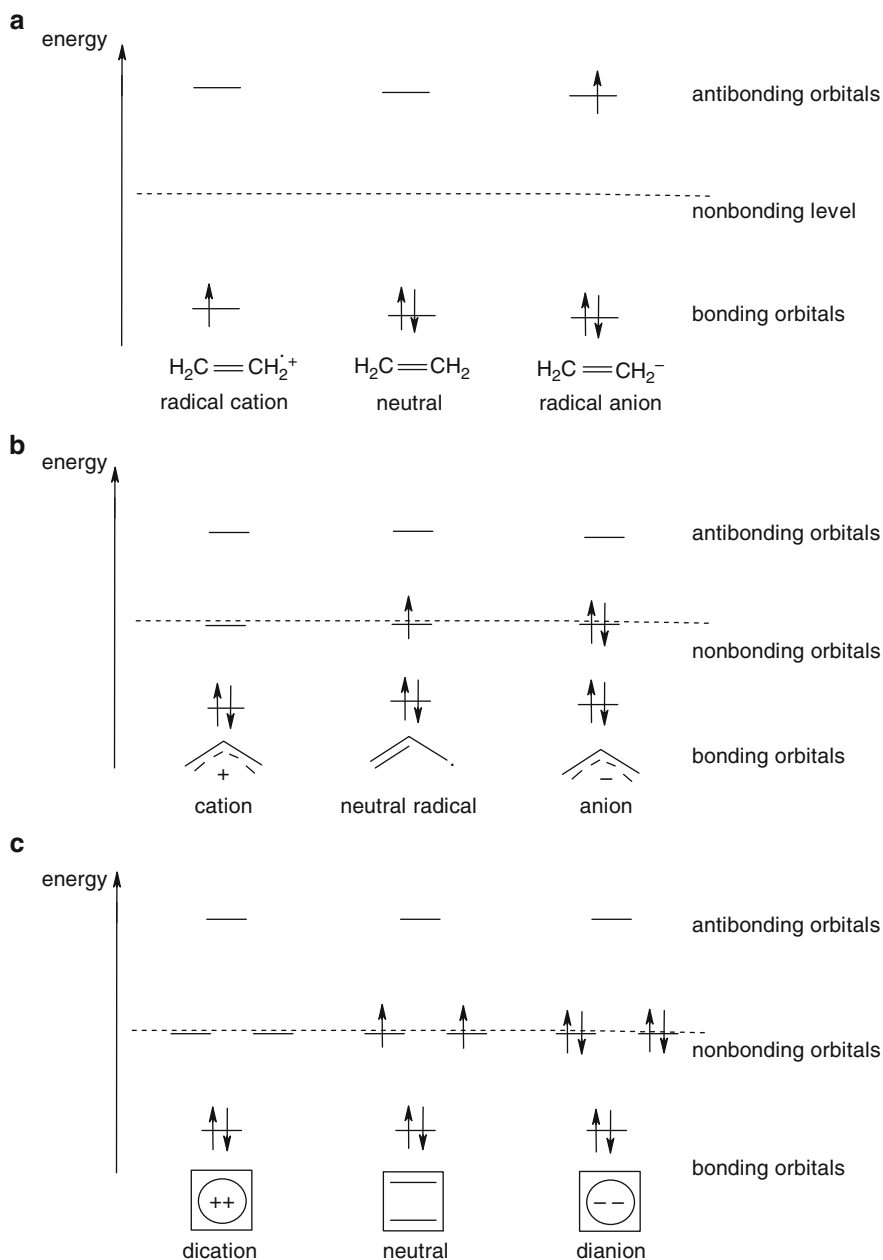 a
energy
antibonding orbitals
nonbonding level
bonding orbitals
H₂C=CH₂·+ H₂C=CH₂ H₂C=CH₂−
radical cation neutral radical anion
b
energy
antibonding orbitals
nonbonding orbitals
bonding orbitals
+ · −
cation neutral radical anion
c
energy
antibonding orbitals
nonbonding orbitals
bonding orbitals
++ − −
dication neutral dianion